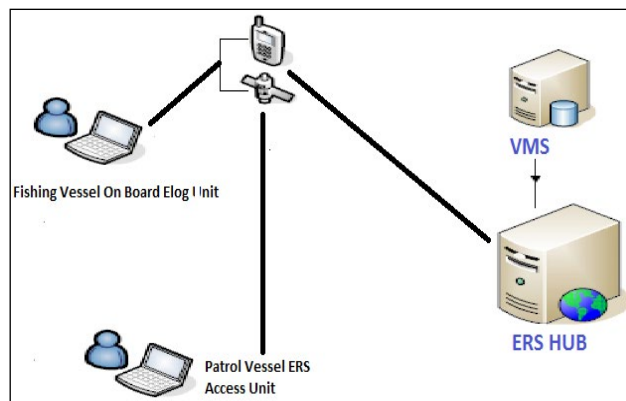 VMS
Fishing Vessel On Board Elog Unit
ERS HUB
Patrol Vessel ERS
Access Unit